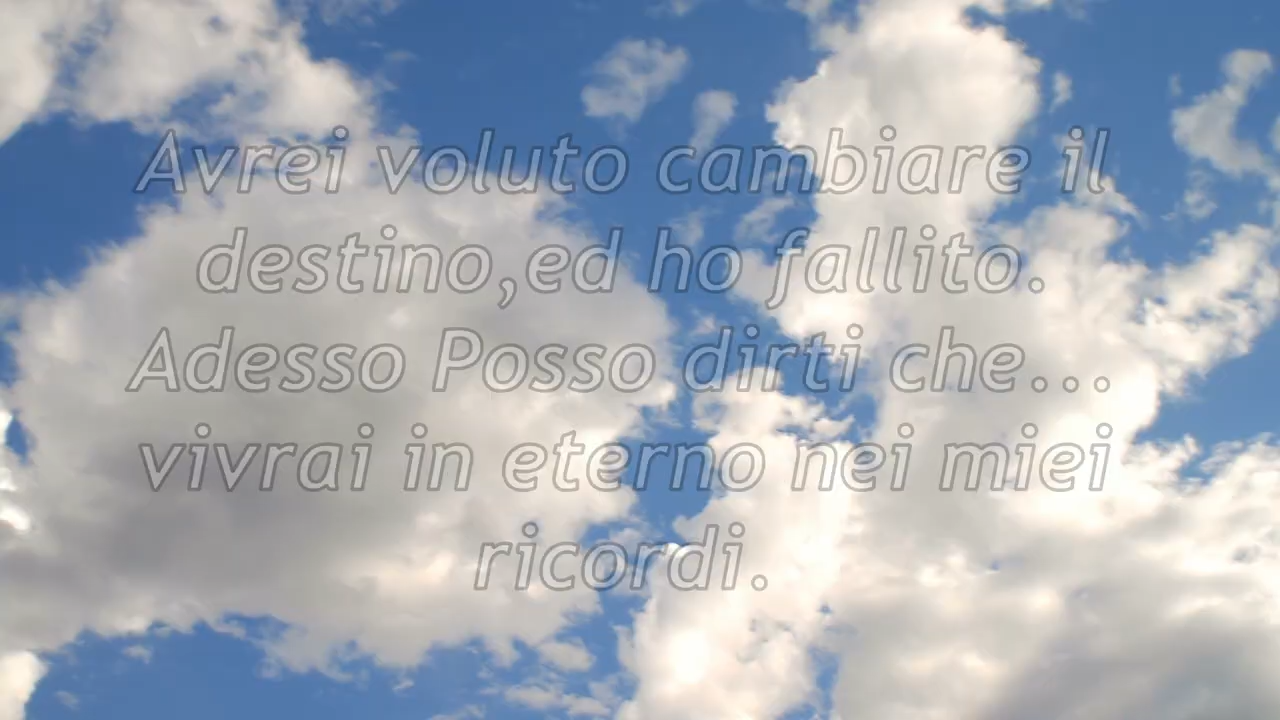 Avrei voluto cambiare il
destino,ed ho fallito.
Adesso Posso dirti che...
vivrai in eterno nei miei
ricordi.